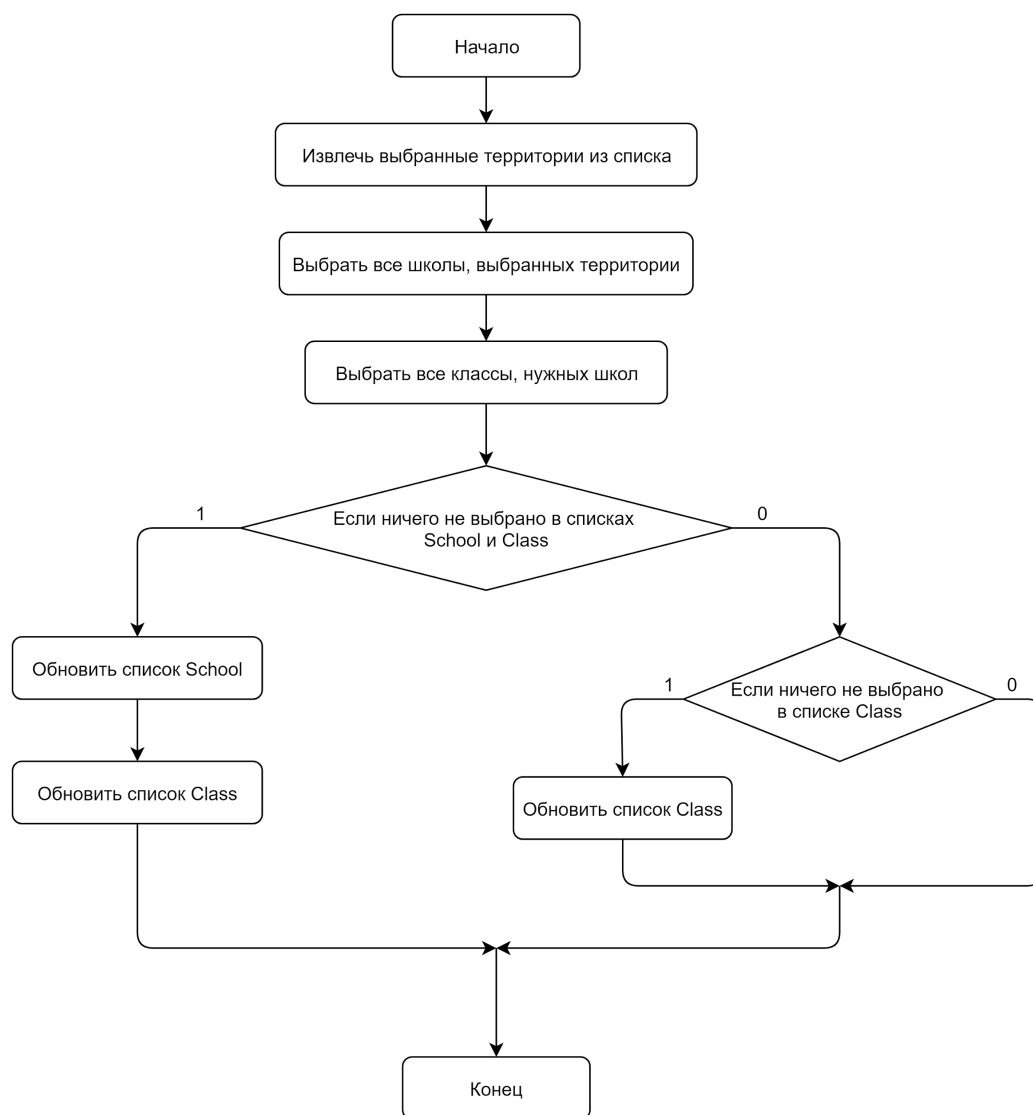 Начало
Извлечь выбранные территории из списка
Выбрать все школы, выбранных территории
Выбрать все классы, нужных школ
1
0
Если ничего не выбрано в списках
School и Class
Обновить список School
1
0
Если ничего не выбрано
в списке Class
Обновить список Class
Обновить список Class
Конец